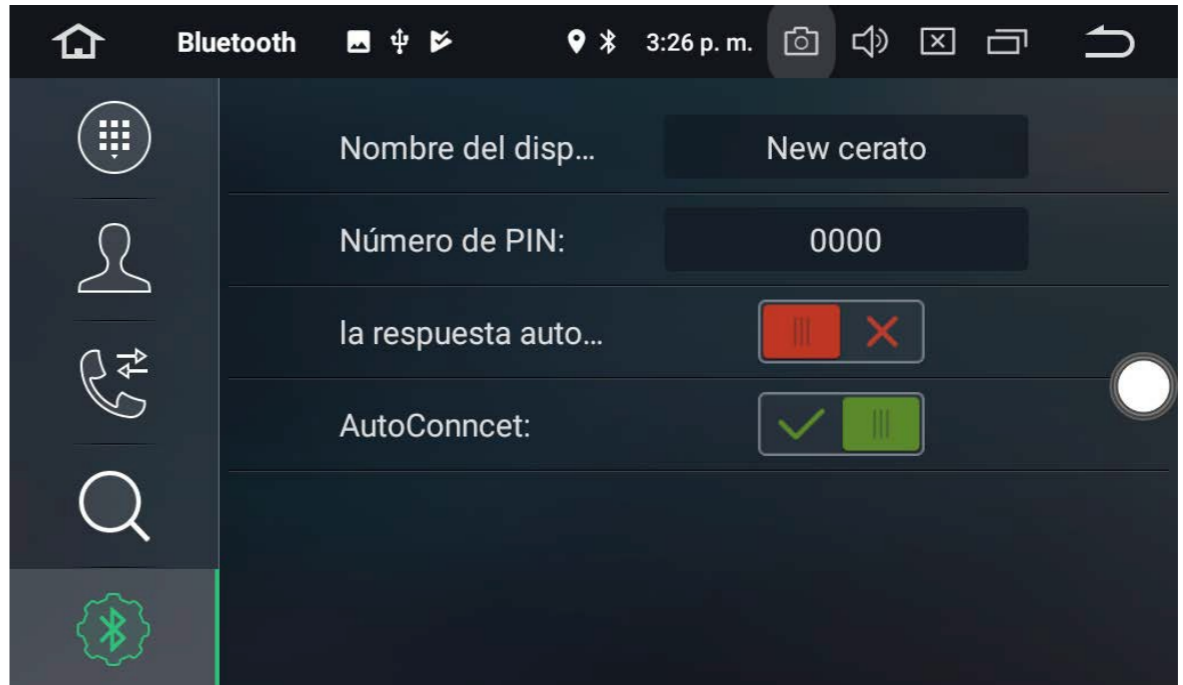 Bluetooth 3:26 p. m.
Nombre del disp... New cerato
Número de PIN: 0000
la respuesta auto...
AutoConncet: